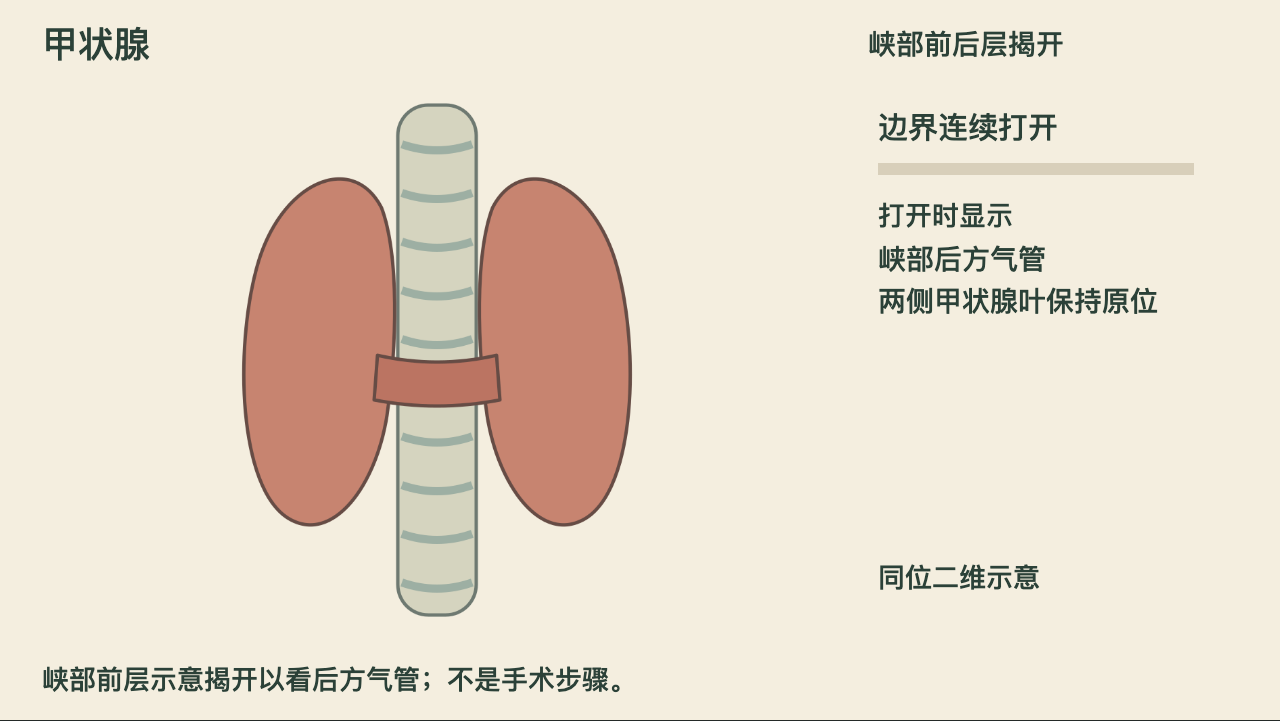 甲状腺
峡部前后层揭开
边界连续打开
打开时显示
峡部后方气管
两侧甲状腺叶保持原位
同位二维示意
峡部前层示意揭开以看后方气管；不是手术步骤。